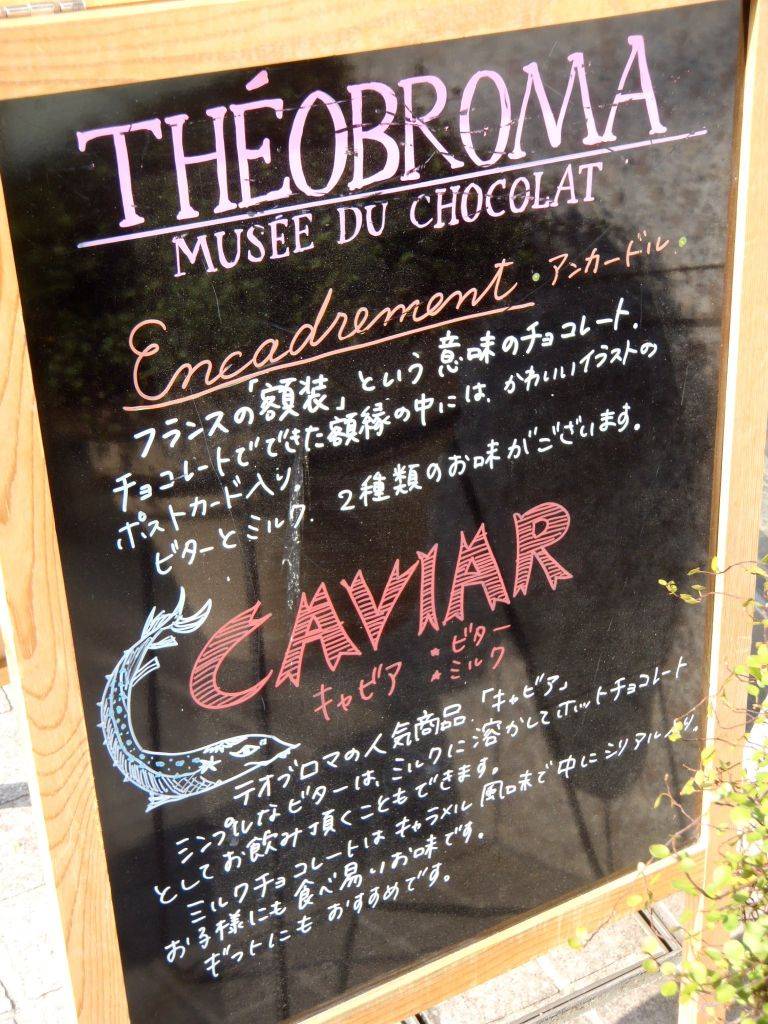 THÉOBROMA
MUSÉE DU CHOCOLAT
Encadrement・アンカードル・
フランスの「額装」という意味のチョコレート。
チョコレートでできた額縁の中には、かわいいイラストの
ポストカード入り。
ビターとミルク、2種類のお味がございます。
CAVIAR
キャビア ★ビター
★ミルク
テオブロマの人気商品、「キャビア」
シンプルなビターは、ミルクに溶かしてホットチョコレート
としてお飲み頂くこともできます。
ミルクチョコレートはキャラメル風味で中にシリアル入り。
お子様にも食べ易いお味です。
ギフトにもおすすめです。